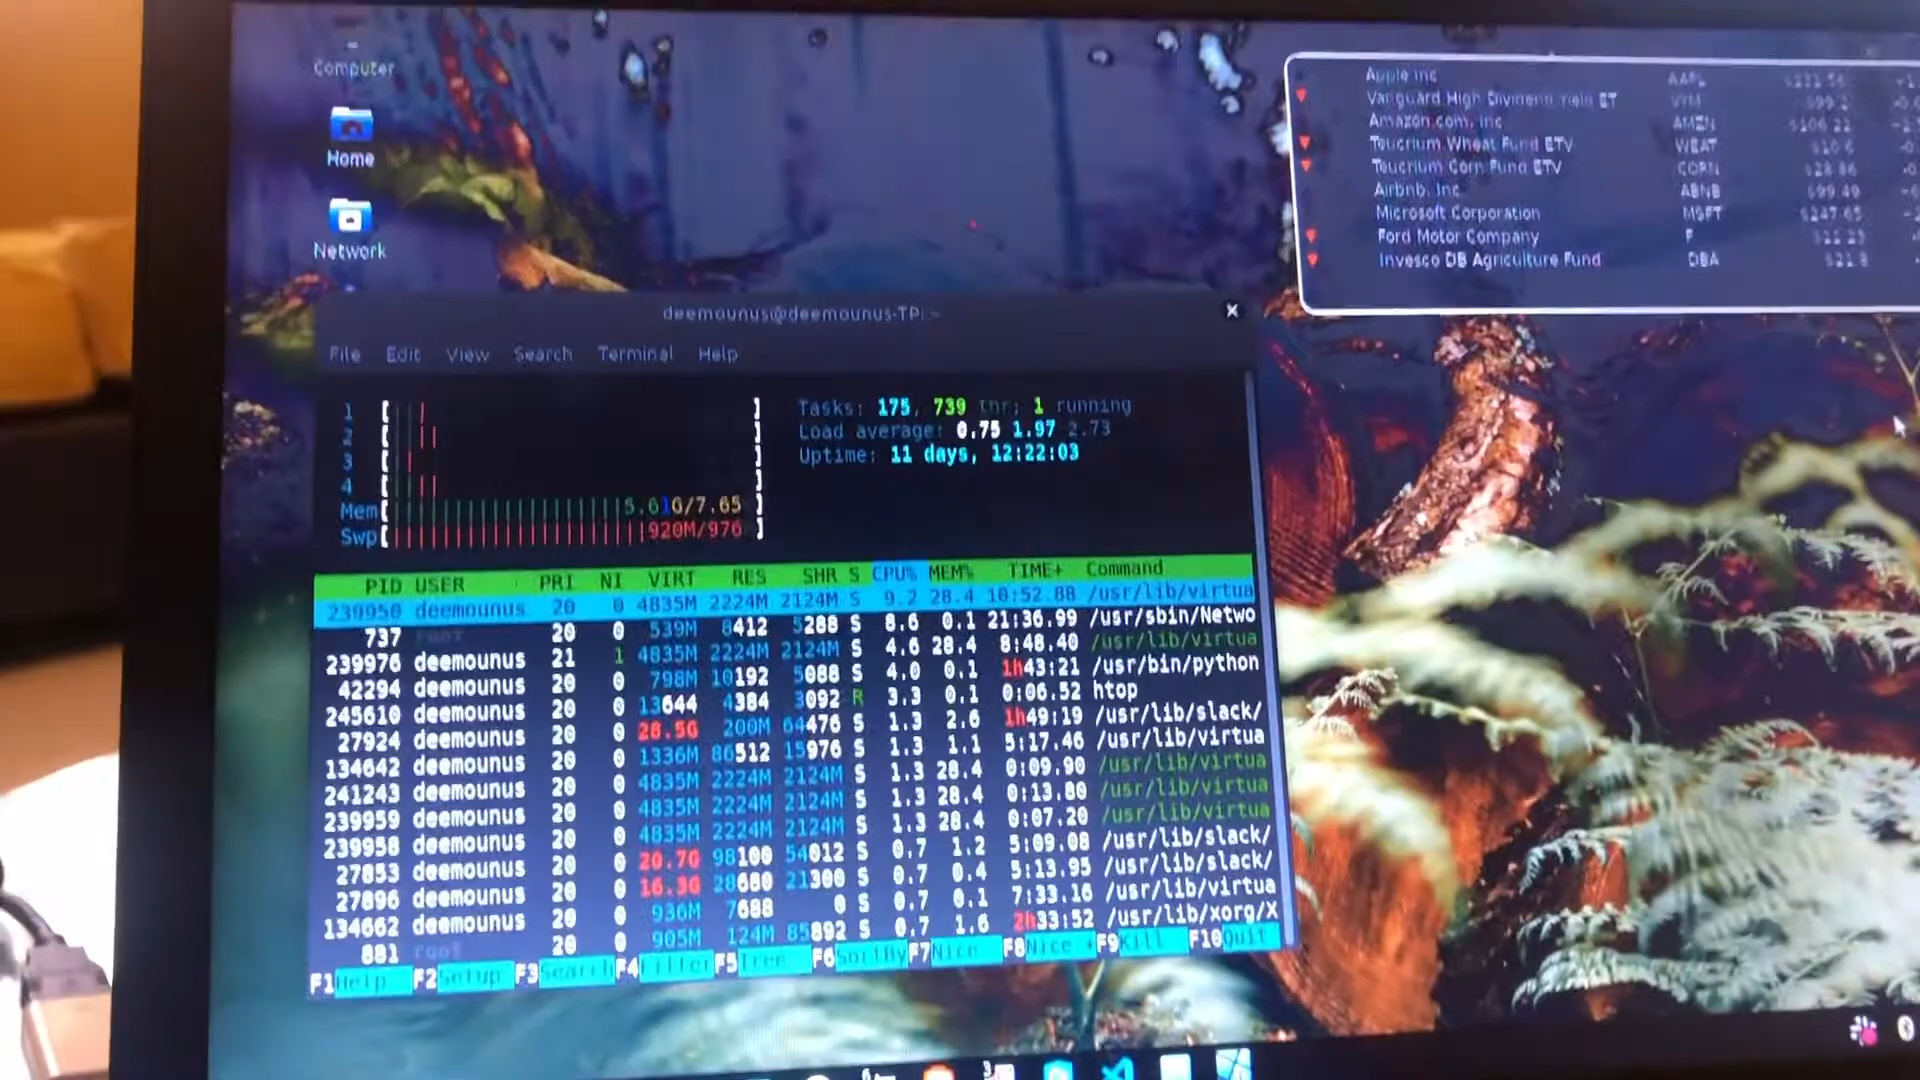 Computer
Home
Network
Apple Inc AAPL
Vanguard High Dividend Yield ET VYM
Amazon.com, Inc AMZN $106.21
Teucrium Wheat Fund ETV WEAT
Teucrium Corn Fund ETV CORN $28.86
Airbnb, Inc ABNB $99.49
Microsoft Corporation MSFT $247.65
Ford Motor Company F
Invesco DB Agriculture Fund DBA
deemounus@deemounus-TP: ~
File Edit View Search Terminal Help
1 [ ]
2 [ ]
3 [ ]
4 [ ]
Mem[ 5.61G/7.65 ]
Swp[ 920M/976 ]
Tasks: 175, 739 thr; 1 running
Load average: 0.75 1.97 2.73
Uptime: 11 days, 12:22:03
PID USER PRI NI VIRT RES SHR S CPU% MEM% TIME+ Command
239950 deemounus 20 0 4835M 2224M 2124M S 9.2 28.4 10:52.88 /usr/lib/virtua
737 root 20 0 539M 8412 5288 S 8.6 0.1 21:36.99 /usr/sbin/Netwo
239976 deemounus 21 1 4835M 2224M 2124M S 4.6 28.4 8:48.40 /usr/lib/virtua
42294 deemounus 20 0 798M 10192 5088 S 4.0 0.1 1h43:21 /usr/bin/python
245610 deemounus 20 0 13644 4384 3092 R 3.3 0.1 0:06.52 htop
27924 deemounus 20 0 28.5G 200M 64476 S 1.3 2.6 1h49:19 /usr/lib/slack/
134642 deemounus 20 0 1336M 86512 15976 S 1.3 1.1 5:17.46 /usr/lib/virtua
241243 deemounus 20 0 4835M 2224M 2124M S 1.3 28.4 0:09.90 /usr/lib/virtua
239959 deemounus 20 0 4835M 2224M 2124M S 1.3 28.4 0:13.80 /usr/lib/virtua
239958 deemounus 20 0 4835M 2224M 2124M S 1.3 28.4 0:07.20 /usr/lib/virtua
27853 deemounus 20 0 20.7G 98100 54012 S 0.7 1.2 5:09.08 /usr/lib/slack/
27896 deemounus 20 0 16.3G 28680 21300 S 0.7 0.4 5:13.95 /usr/lib/slack/
134662 deemounus 20 0 936M 7688 0 S 0.7 0.1 7:33.16 /usr/lib/virtua
881 root 20 0 905M 124M 85892 S 0.7 1.6 2h33:52 /usr/lib/xorg/X
F1Help F2Setup F3Search F4Filter F5Tree F6SortBy F7Nice - F8Nice + F9Kill F10Quit